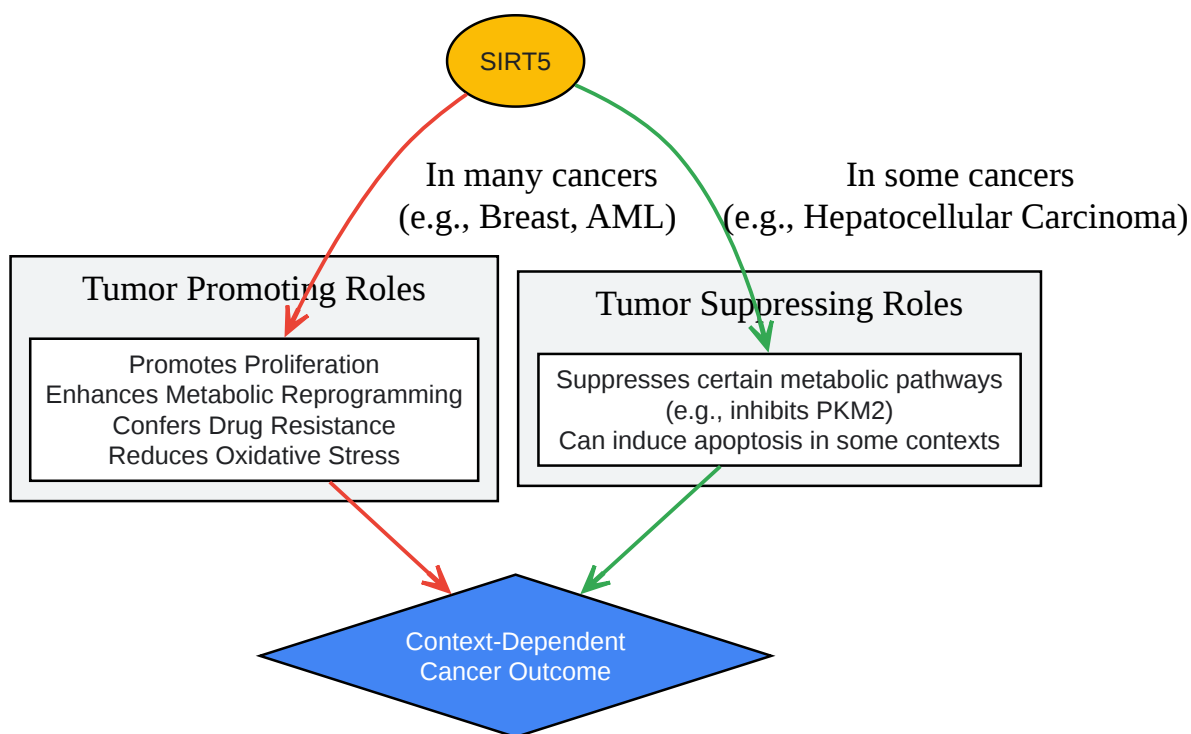 SIRT5
In many cancers
(e.g., Breast, AML)
In some cancers
(e.g., Hepatocellular Carcinoma)
Tumor Promoting Roles
Promotes Proliferation
Enhances Metabolic Reprogramming
Confers Drug Resistance
Reduces Oxidative Stress
Tumor Suppressing Roles
Suppresses certain metabolic pathways
(e.g., inhibits PKM2)
Can induce apoptosis in some contexts
Context-Dependent
Cancer Outcome